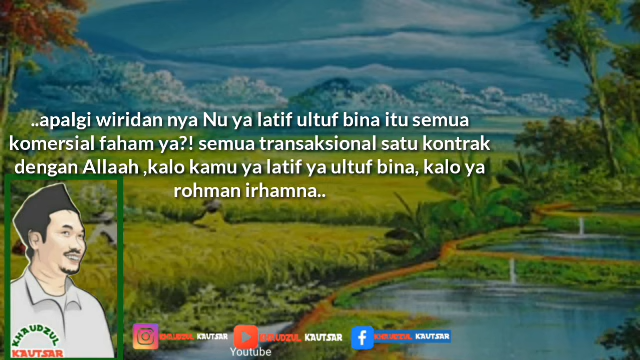 ..apalgi wiridan nya Nu ya latif ultuf bina itu semua
komersial faham ya?! semua transaksional satu kontrak
dengan Allaah ,kalo kamu ya latif ya ultuf bina, kalo ya
rohman irhamna..
KHAUDZUL
KAUTSAR
KHAUDZUL KAUTSAR
KHAUDZUL KAUTSAR
KHAUDZUL KAUTSAR
Youtube